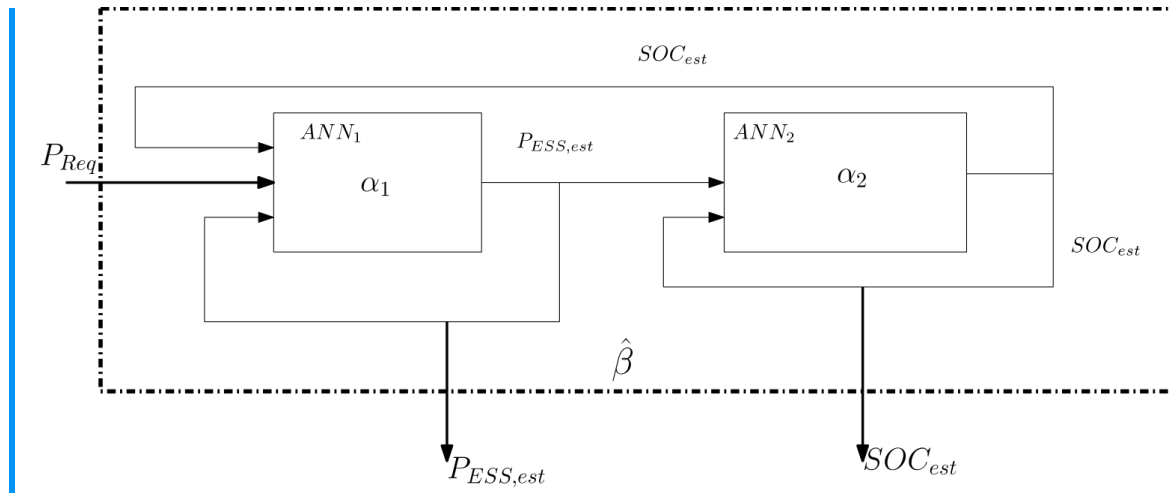 SOC_est
ANN_1
P_ESS,est
ANN_2
P_Req
α_1
α_2
SOC_est
β̂
P_ESS,est
SOC_est